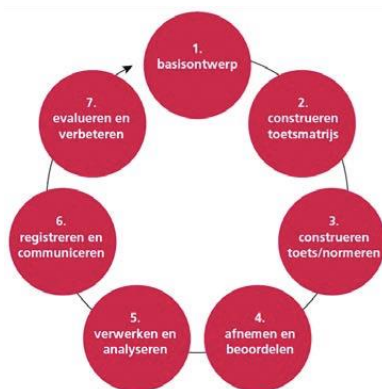 1.
basisontwerp
2.
construeren
toetsmatrijs
3.
construeren
toets/normeren
4.
afnemen en
beoordelen
5.
verwerken en
analyseren
6.
registreren en
communiceren
7.
evalueren en
verbeteren